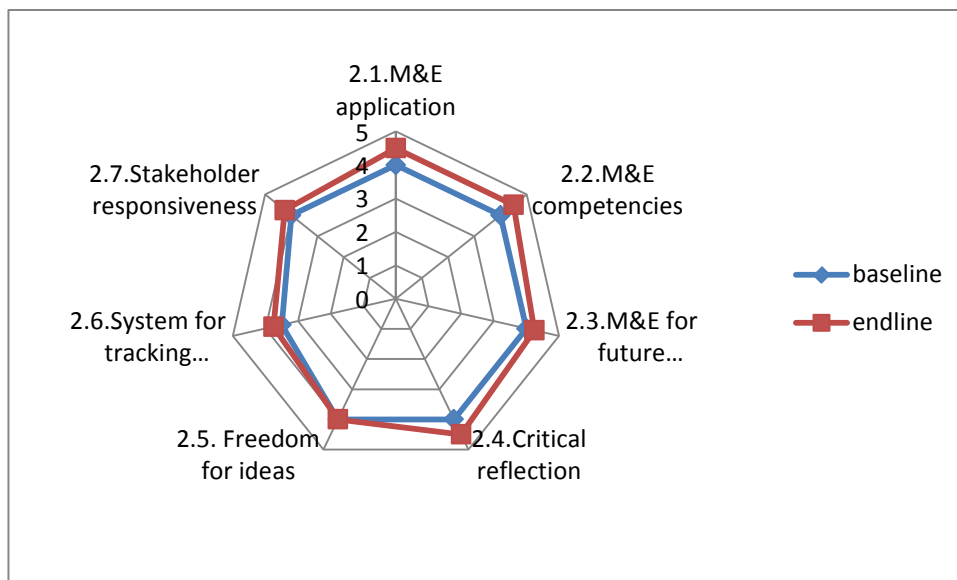 2.1.M&E
application
5
4
3
2
1
0
2.2.M&E
competencies
2.3.M&E for
future...
2.4.Critical
reflection
2.5. Freedom
for ideas
2.6.System for
tracking...
2.7.Stakeholder
responsiveness
baseline
endline